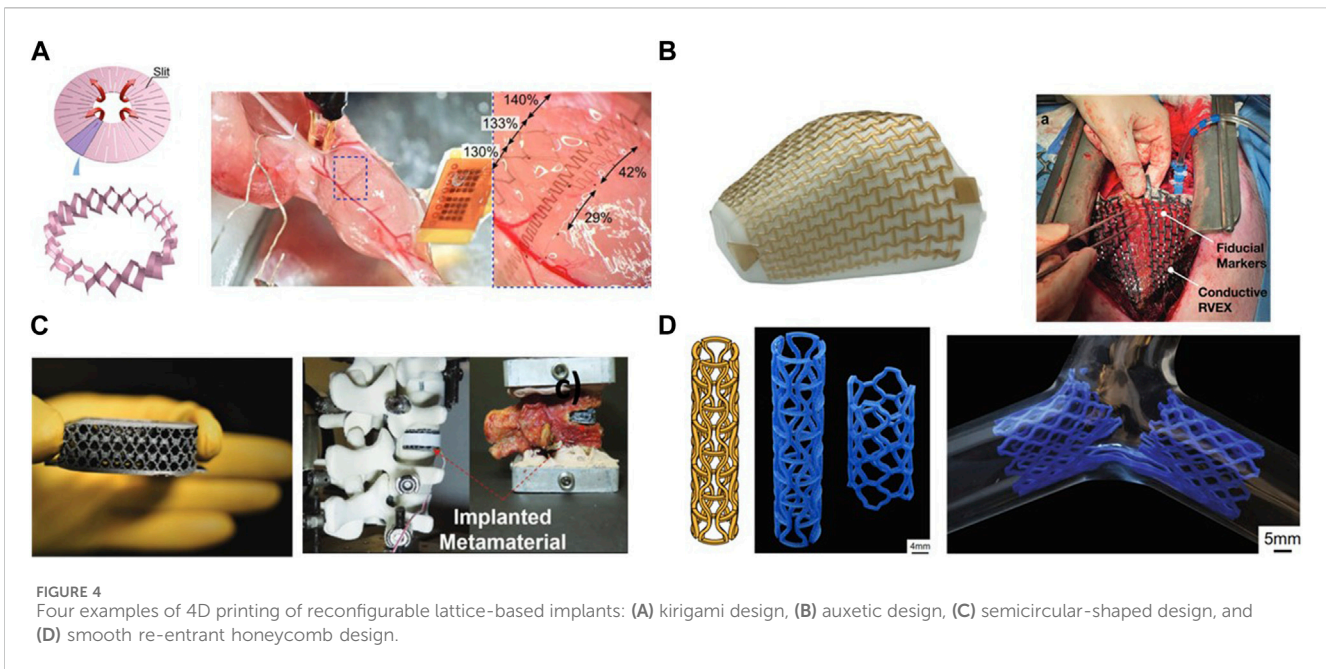 A
Slit
140%
133%
130%
42%
29%
B
a
Fiducial
Markers
Conductive
RVEX
C
c)
Implanted
Metamaterial
D
4mm
5mm
FIGURE 4
Four examples of 4D printing of reconfigurable lattice-based implants: (A) kirigami design, (B) auxetic design, (C) semicircular-shaped design, and
(D) smooth re-entrant honeycomb design.